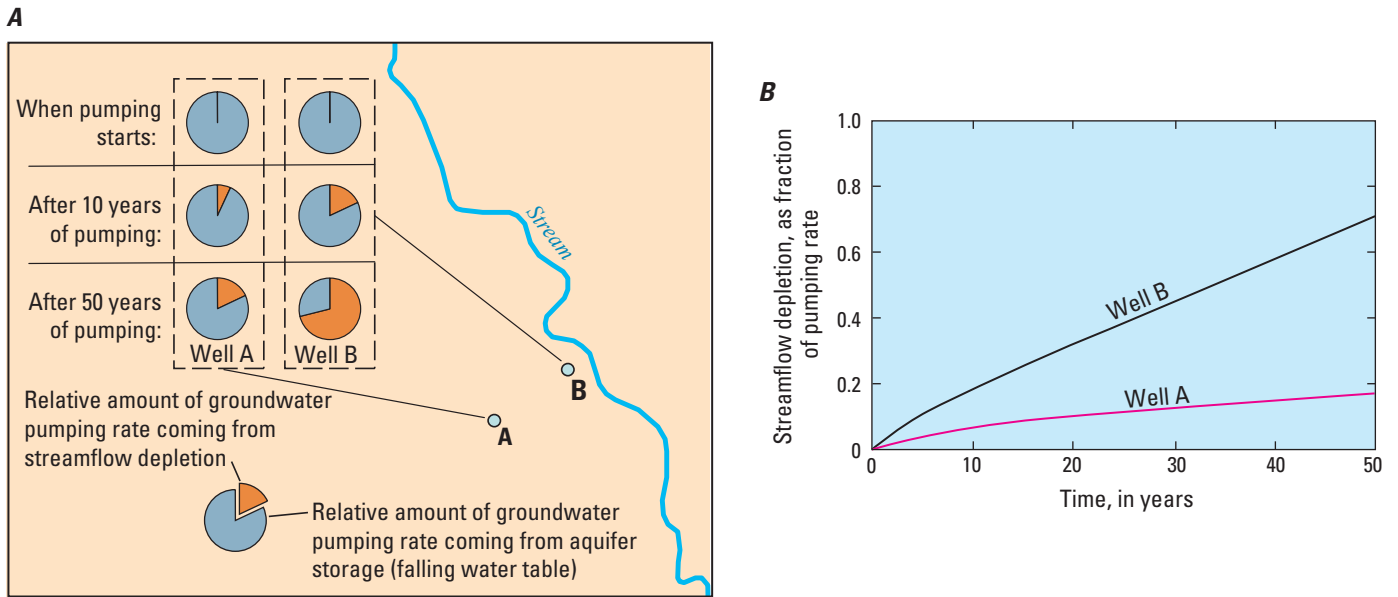 A
When pumping
starts:
After 10 years
of pumping:
After 50 years
of pumping:
Well A
Well B
Stream
B
A
Relative amount of groundwater
pumping rate coming from
streamflow depletion
Relative amount of groundwater
pumping rate coming from aquifer
storage (falling water table)
B
Streamflow depletion, as fraction
of pumping rate
1.0
0.8
0.6
0.4
0.2
0
Well B
Well A
0
10
20
30
40
50
Time, in years